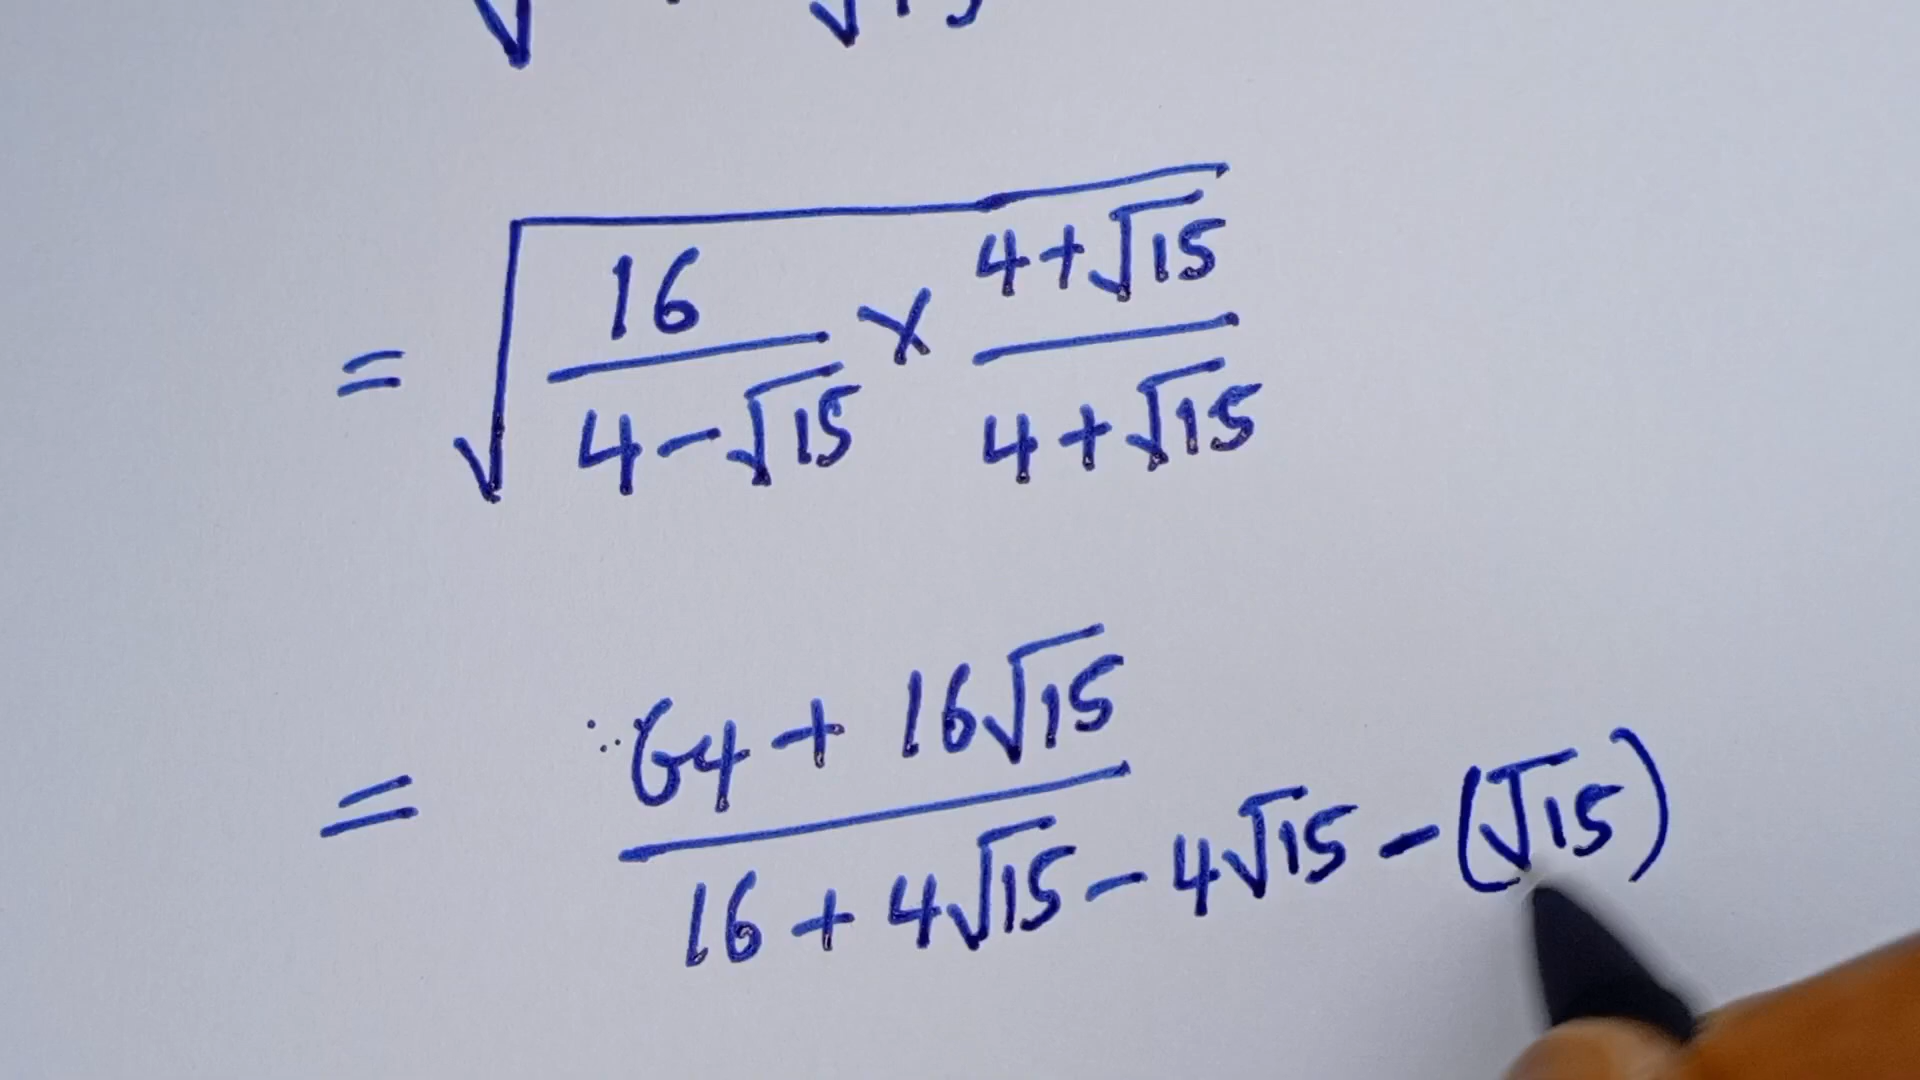 = √(16/(4-√15) × (4+√15)/(4+√15))
= (64 + 16√15)/(16 + 4√15 - 4√15 - (√15))